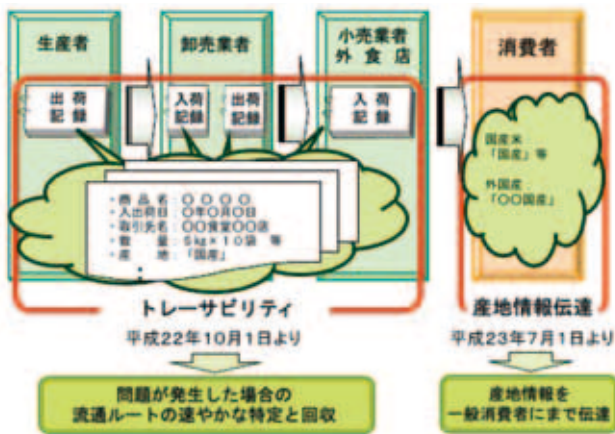 生産者
卸売業者
小売業者
外食店
消費者
出荷
記録
入荷
記録
出荷
記録
入荷
記録
国産米：
「国産」等
外国産：
「〇〇国産」
・商品名：〇〇〇〇
・入出荷日：〇年〇月〇日
・取引先名：〇〇食堂〇〇店
・数量：5kg×10袋 等
・産地：「国産」
：
トレーサビリティ
平成22年10月1日より
産地情報伝達
平成23年7月1日より
問題が発生した場合の
流通ルートの速やかな特定と回収
産地情報を
一般消費者にまで伝達